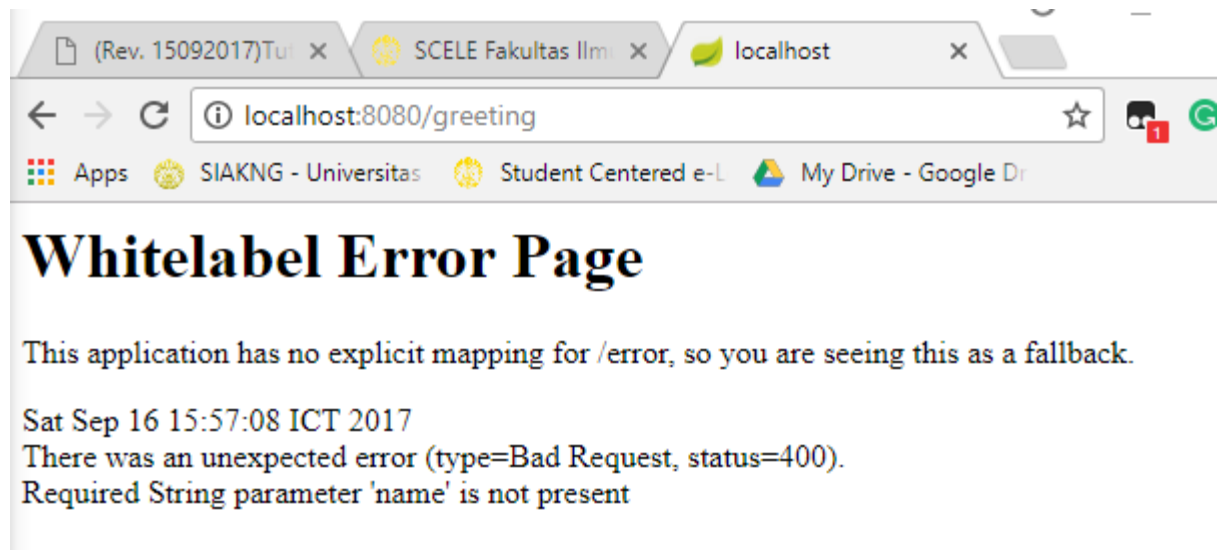 (Rev. 15092017)Tut
SCELE Fakultas Ilm
localhost
localhost:8080/greeting
1
G
Apps
SIAKNG - Universitas
Student Centered e-L
My Drive - Google Dr
Whitelabel Error Page
This application has no explicit mapping for /error, so you are seeing this as a fallback.
Sat Sep 16 15:57:08 ICT 2017
There was an unexpected error (type=Bad Request, status=400).
Required String parameter 'name' is not present